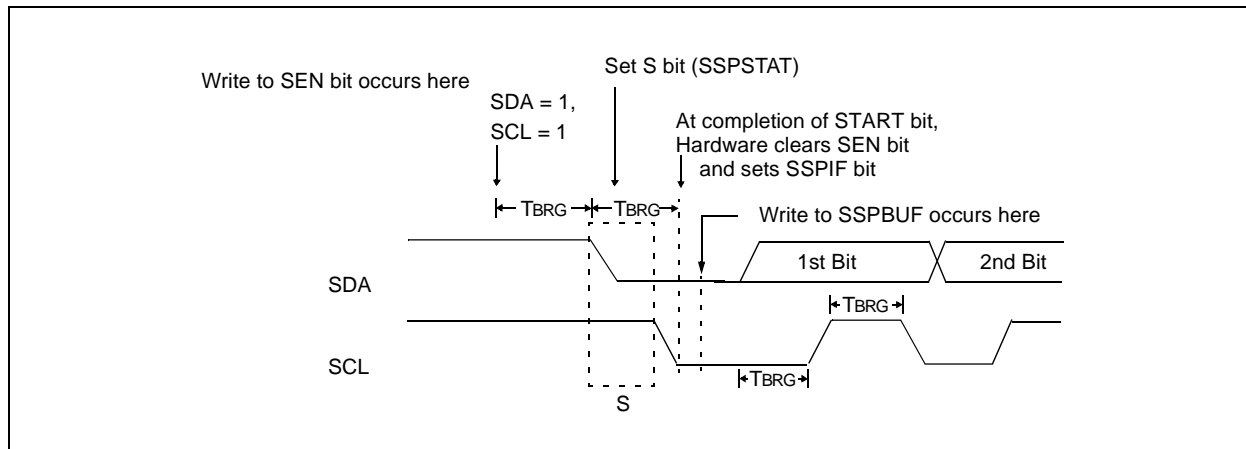 Write to SEN bit occurs here
Set S bit (SSPSTAT)
SDA = 1,
SCL = 1
At completion of START bit,
Hardware clears SEN bit
and sets SSPIF bit
TBRG
TBRG
Write to SSPBUF occurs here
1st Bit
2nd Bit
SDA
TBRG
SCL
TBRG
S